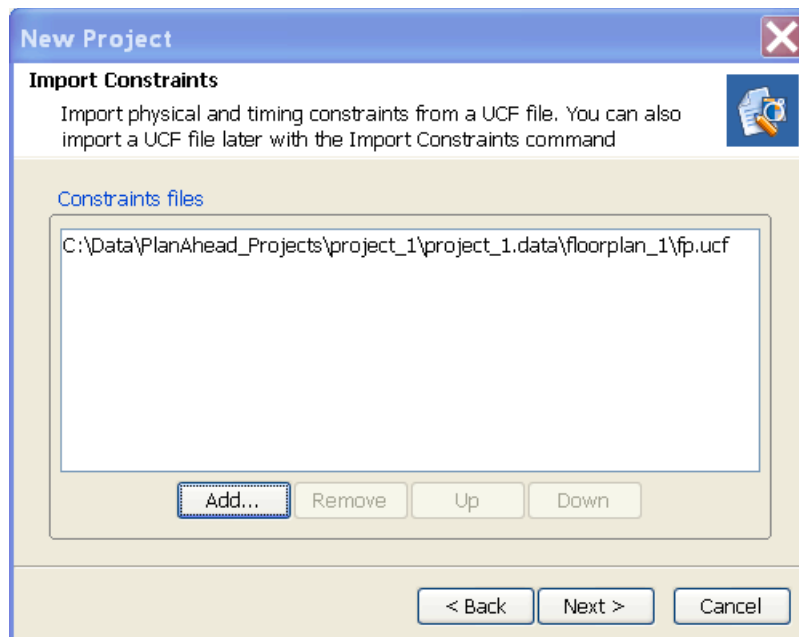 New Project
Import Constraints
Import physical and timing constraints from a UCF file. You can also
import a UCF file later with the Import Constraints command
Constraints files
C:\Data\PlanAhead_Projects\project_1\project_1.data\floorplan_1\fp.ucf
Add... Remove Up Down
< Back Next > Cancel